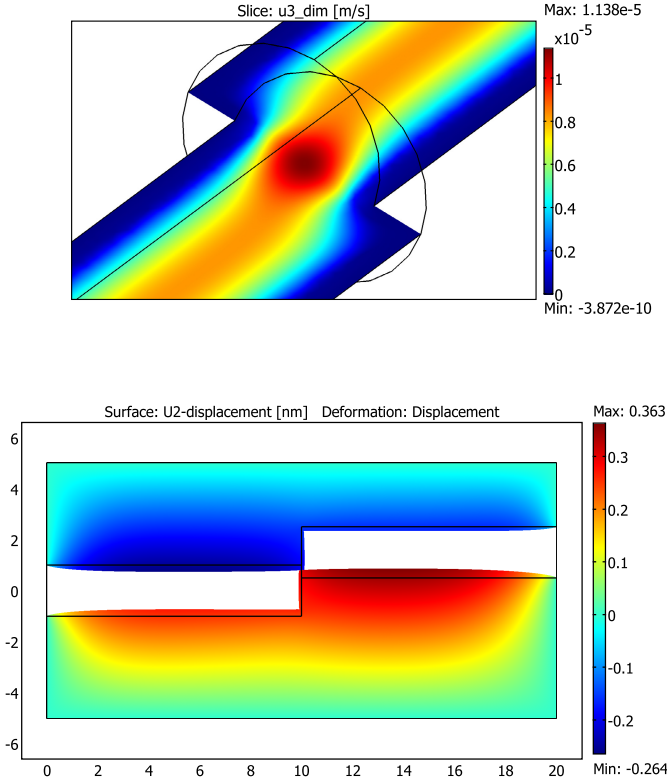 Slice: u3_dim [m/s]
Max: 1.138e-5
x10-5
1
0.8
0.6
0.4
0.2
0
Min: -3.872e-10
Surface: U2-displacement [nm] Deformation: Displacement
Max: 0.363
6
4
2
0
-2
-4
-6
0.3
0.2
0.1
0
-0.1
-0.2
0 2 4 6 8 10 12 14 16 18 20
Min: -0.264